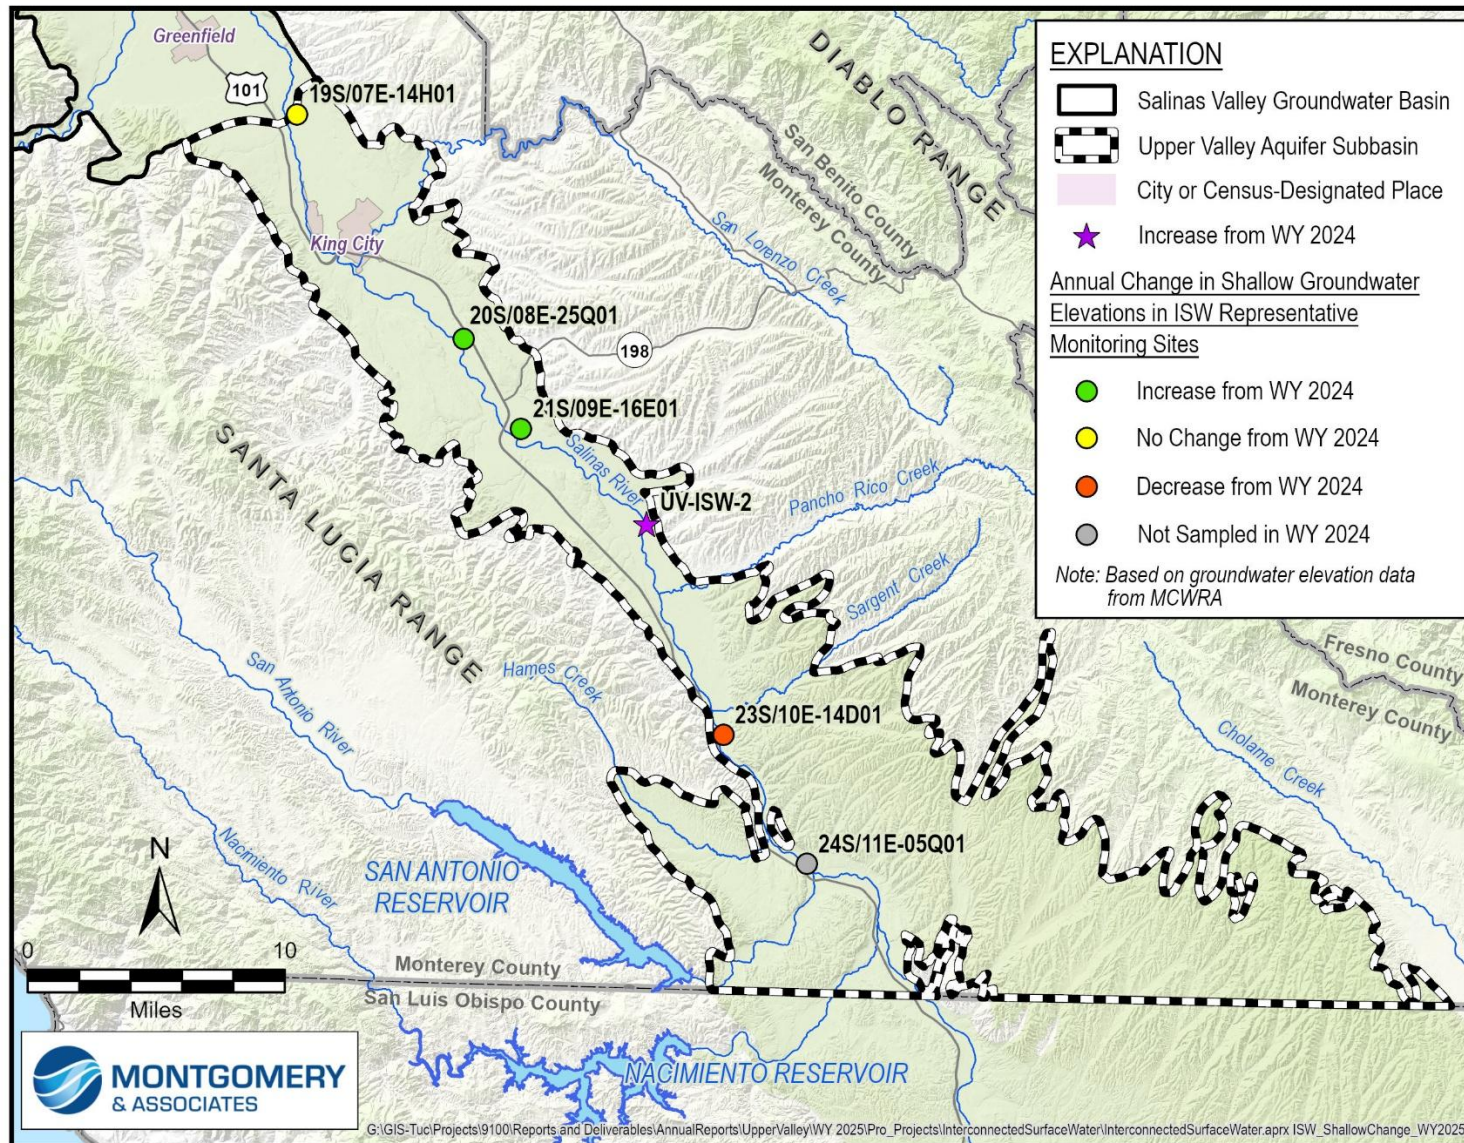 Greenfield
101
19S/07E-14H01
DIABLO RANGE
San Benito County
Monterey County
San Lorenzo Creek
King City
20S/08E-25Q01
198
21S/09E-16E01
Salinas River
UV-ISW-2
Pancho Rico Creek
Sargent Creek
SANTA LUCIA RANGE
Hames Creek
San Antonio River
23S/10E-14D01
Fresno County
Monterey County
Cholame Creek
Nacimiento River
24S/11E-05Q01
SAN ANTONIO
RESERVOIR
N
0 10
Miles
Monterey County
San Luis Obispo County
NACIMIENTO RESERVOIR
MONTGOMERY
& ASSOCIATES
EXPLANATION
Salinas Valley Groundwater Basin
Upper Valley Aquifer Subbasin
City or Census-Designated Place
Increase from WY 2024
Annual Change in Shallow Groundwater
Elevations in ISW Representative
Monitoring Sites
Increase from WY 2024
No Change from WY 2024
Decrease from WY 2024
Not Sampled in WY 2024
Note: Based on groundwater elevation data
from MCWRA
G:\GIS-Tuc\Projects\9100\Reports and Deliverables\AnnualReports\UpperValley\WY 2025\Pro_Projects\InterconnectedSurfaceWater\InterconnectedSurfaceWater.aprx ISW_ShallowChange_WY2025